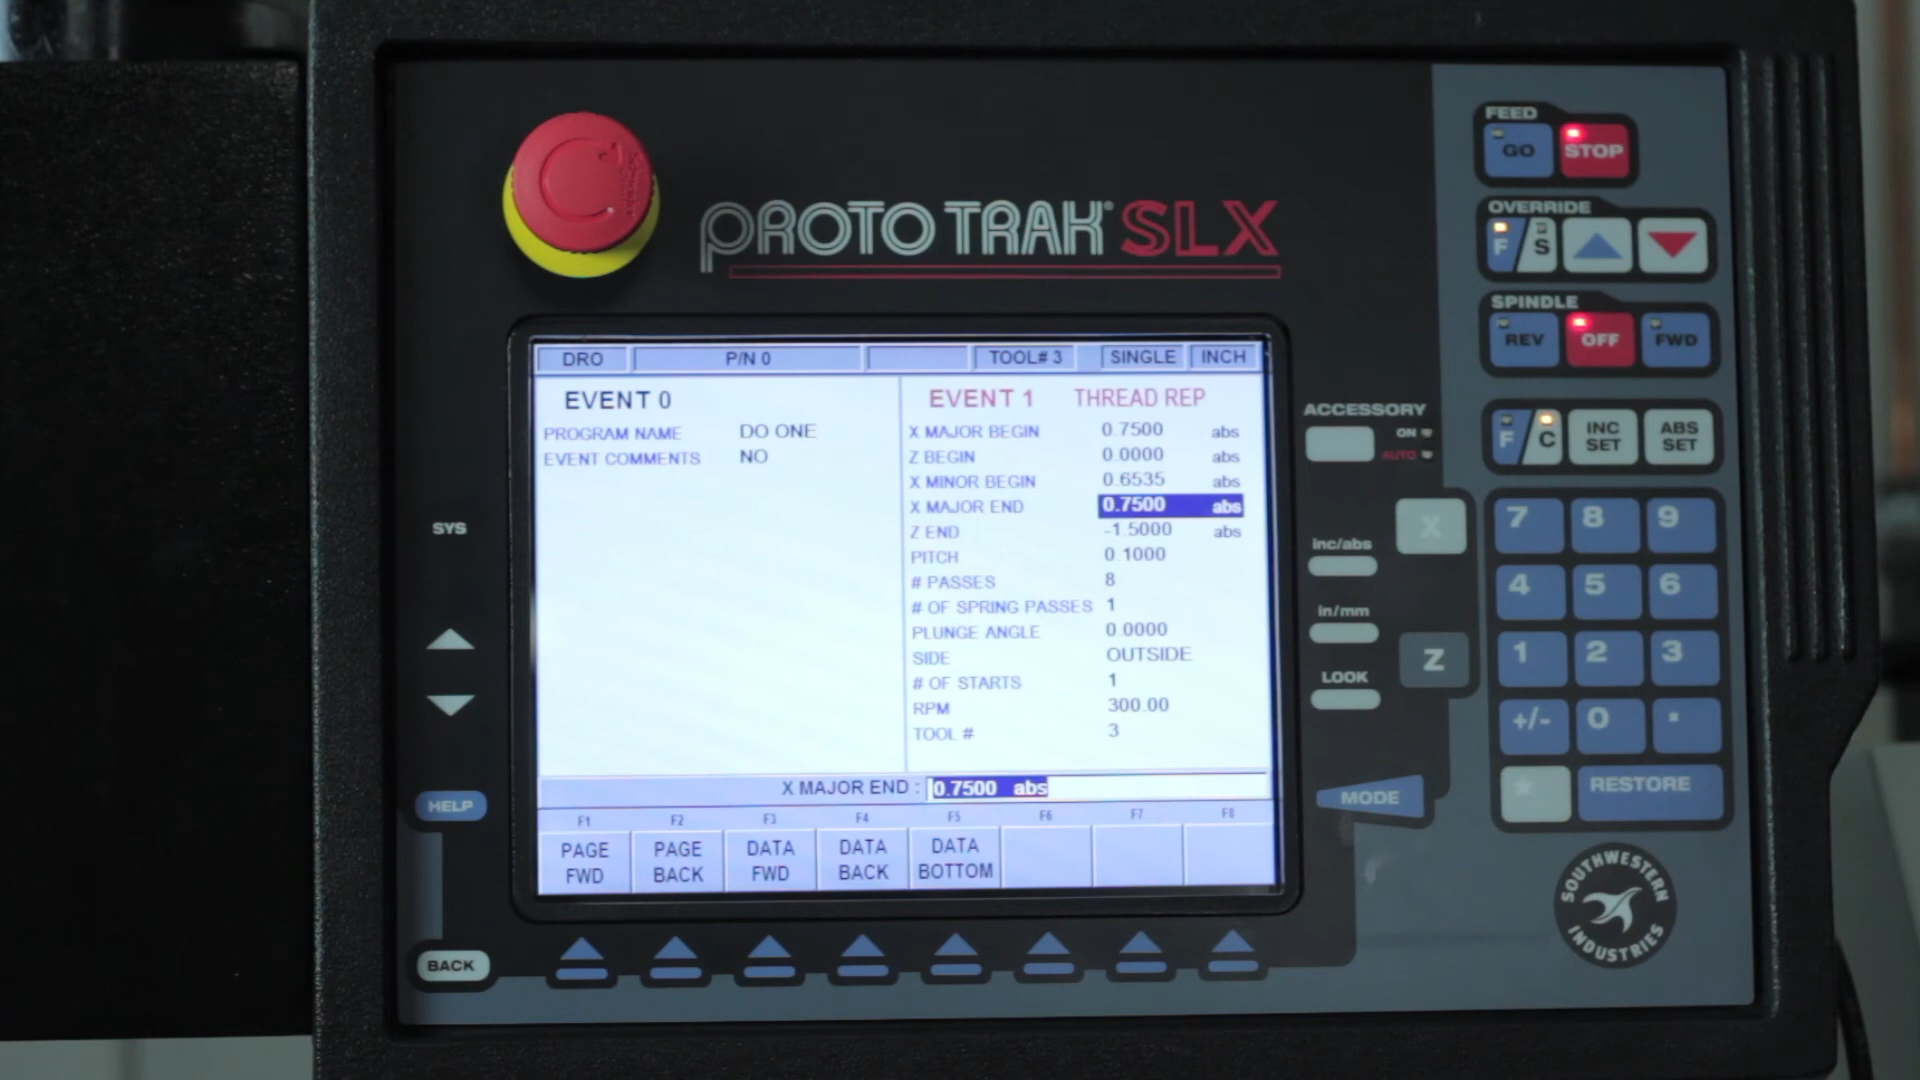 PROTO TRAK® SLX
DRO P/N 0 TOOL# 3 SINGLE INCH
EVENT 0
PROGRAM NAME DO ONE
EVENT COMMENTS NO
EVENT 1 THREAD REP
X MAJOR BEGIN 0.7500 abs
Z BEGIN 0.0000 abs
X MINOR BEGIN 0.6535 abs
X MAJOR END 0.7500 abs
Z END -1.5000 abs
PITCH 0.1000
# PASSES 8
# OF SPRING PASSES 1
PLUNGE ANGLE 0.0000
SIDE OUTSIDE
# OF STARTS 1
RPM 300.00
TOOL # 3
X MAJOR END : 0.7500 abs
F1 F2 F3 F4 F5 F6 F7 F8
PAGE FWD
PAGE BACK
DATA FWD
DATA BACK
DATA BOTTOM
SYS
HELP
BACK
FEED
GO STOP
OVERRIDE
F S
SPINDLE
REV OFF FWD
F C
INC SET
ABS SET
ACCESSORY
ON
AUTO
inc/abs
in/mm
LOOK
X
Z
MODE
7 8 9
4 5 6
1 2 3
+/- 0 .
* RESTORE
SOUTHWESTERN
INDUSTRIES